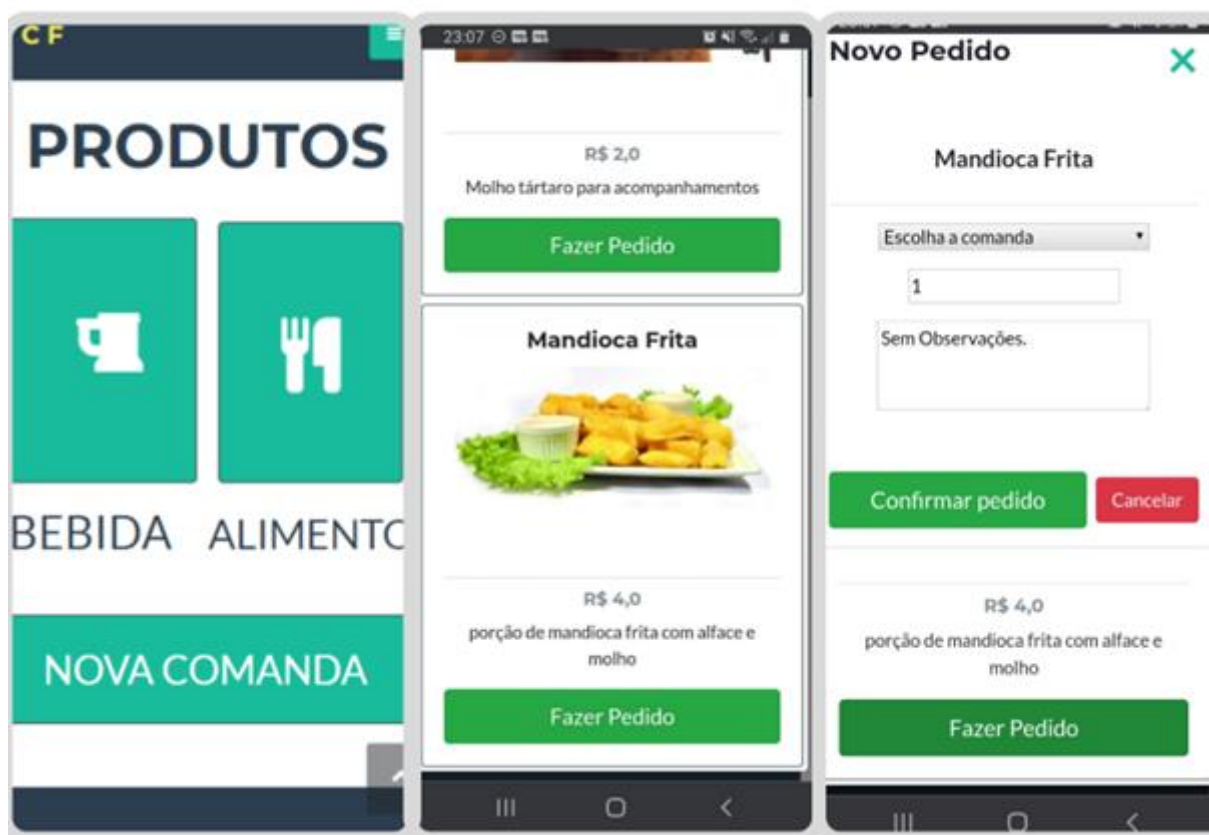 C F
PRODUTOS
BEBIDA
ALIMENTO
NOVA COMANDA
23:07
R$ 2,0
Molho tártaro para acompanhamentos
Fazer Pedido
Mandioca Frita
R$ 4,0
porção de mandioca frita com alface e
molho
Fazer Pedido
Novo Pedido
Mandioca Frita
Escolha a comanda
1
Sem Observações.
Confirmar pedido
Cancelar
R$ 4,0
porção de mandioca frita com alface e
molho
Fazer Pedido